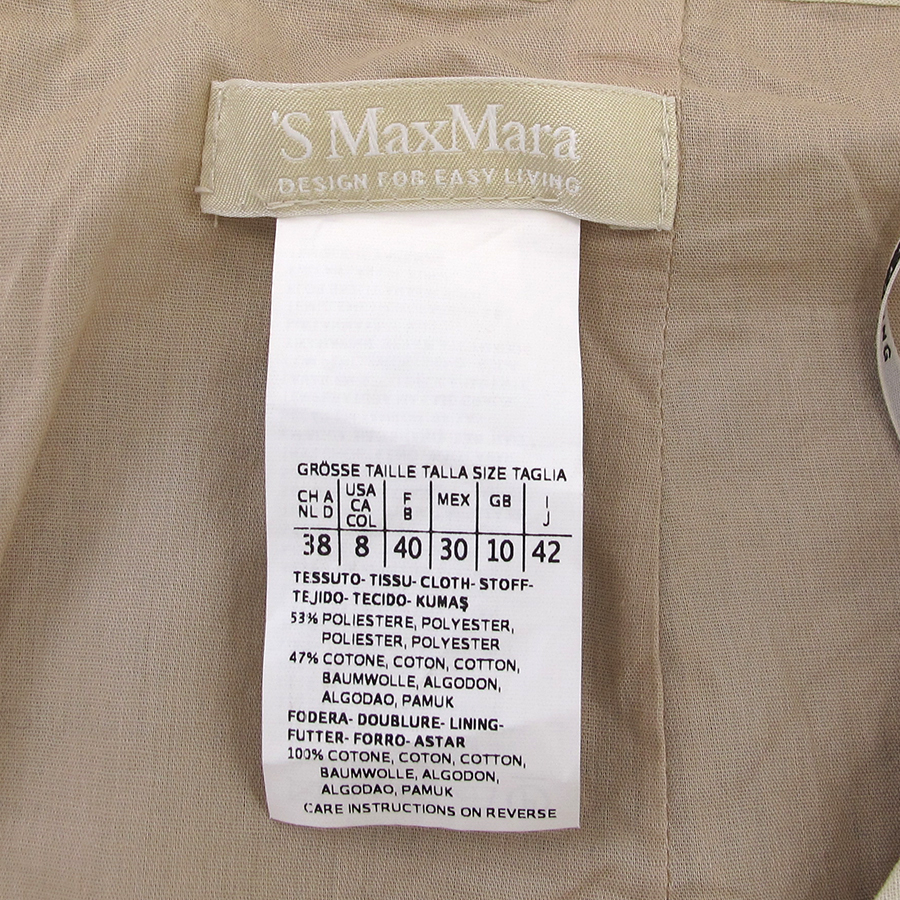 'S MaxMara
DESIGN FOR EASY LIVING
GRÖSSE TAILLE TALLA SIZE TAGLIA
CH A NL D USA CA COL F B MEX GB I J
38 8 40 30 10 42
TESSUTO- TISSU- CLOTH- STOFF-
TEJIDO- TECIDO- KUMAŞ
53% POLIESTERE, POLYESTER,
POLIESTER, POLYESTER
47% COTONE, COTON, COTTON,
BAUMWOLLE, ALGODON,
ALGODAO, PAMUK
FODERA- DOUBLURE- LINING-
FUTTER- FORRO- ASTAR
100% COTONE, COTON, COTTON,
BAUMWOLLE, ALGODON,
ALGODAO, PAMUK
CARE INSTRUCTIONS ON REVERSE